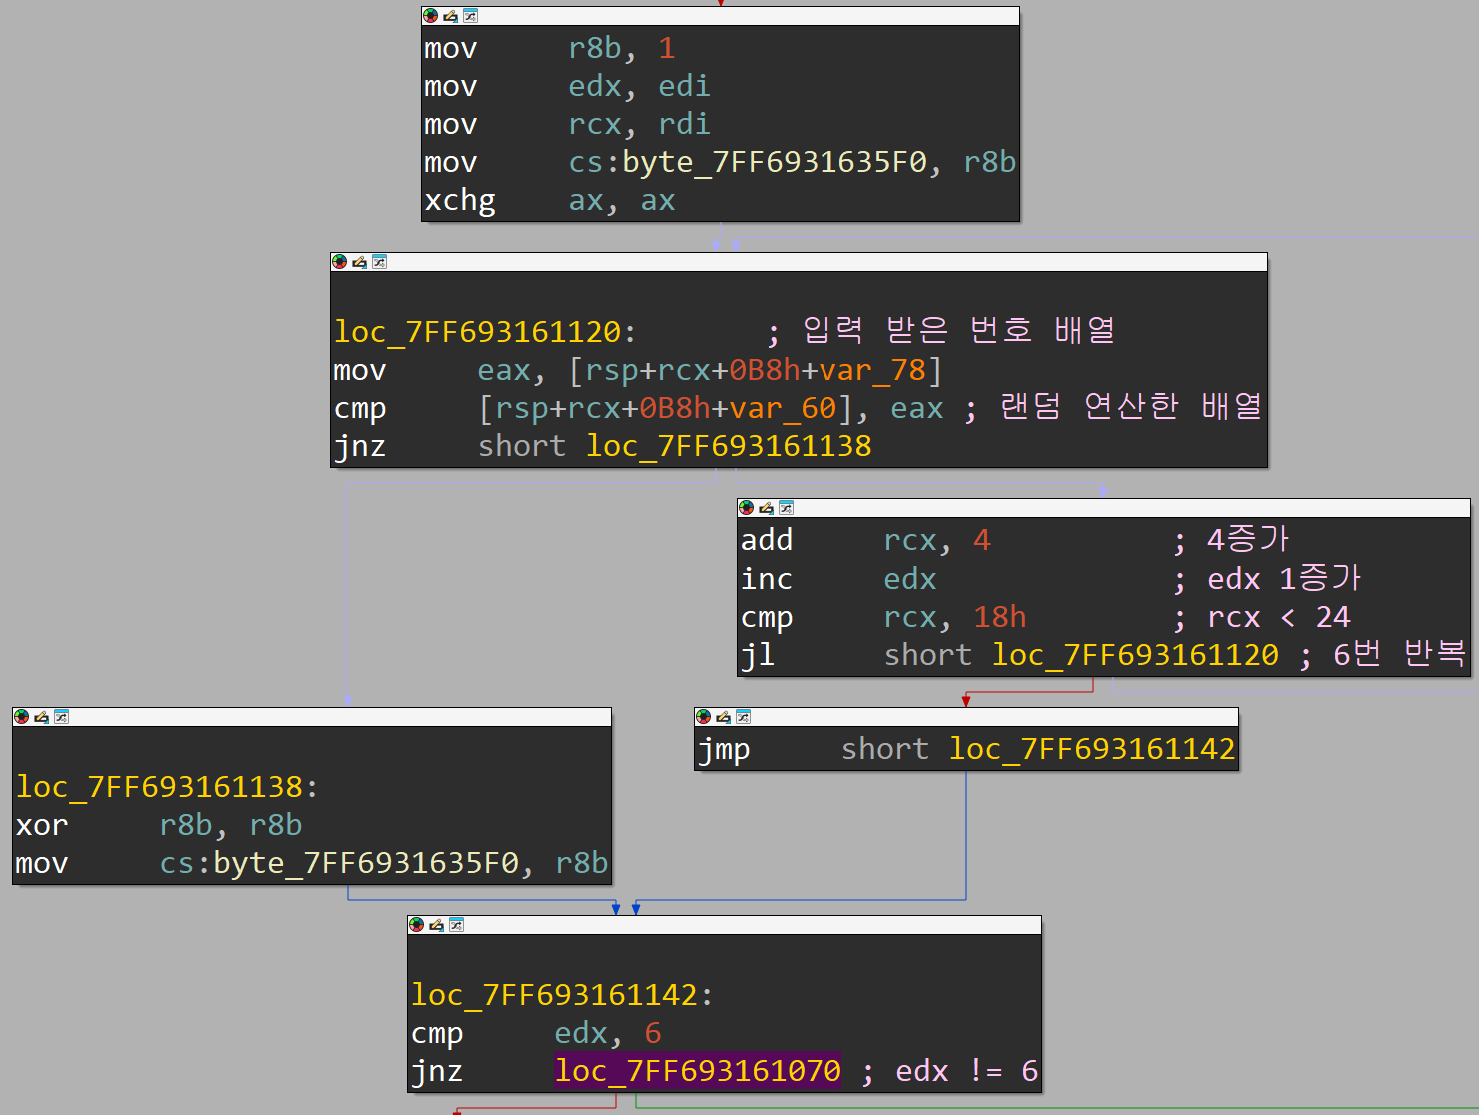 mov r8b, 1
mov edx, edi
mov rcx, rdi
mov cs:byte_7FF6931635F0, r8b
xchg ax, ax
loc_7FF693161120: ; 입력 받은 번호 배열
mov eax, [rsp+rcx+0B8h+var_78]
cmp [rsp+rcx+0B8h+var_60], eax ; 랜덤 연산한 배열
jnz short loc_7FF693161138
add rcx, 4 ; 4증가
inc edx ; edx 1증가
cmp rcx, 18h ; rcx < 24
jl short loc_7FF693161120 ; 6번 반복
loc_7FF693161138:
xor r8b, r8b
mov cs:byte_7FF6931635F0, r8b
jmp short loc_7FF693161142
loc_7FF693161142:
cmp edx, 6
jnz loc_7FF693161070 ; edx != 6